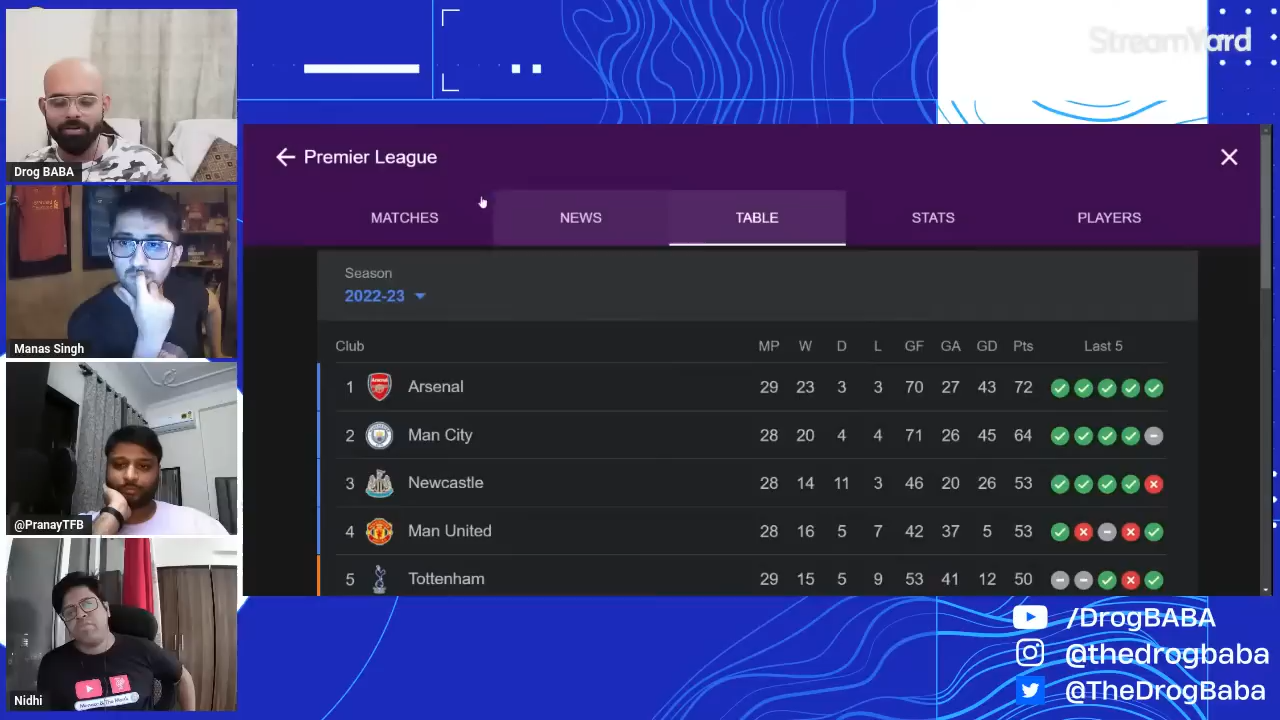 StreamYard
Drog BABA
Manas Singh
@PranayTFB
Nidhi
Premier League
MATCHES NEWS TABLE STATS PLAYERS
Season
2022-23
Club MP W D L GF GA GD Pts Last 5
1 Arsenal 29 23 3 3 70 27 43 72
2 Man City 28 20 4 4 71 26 45 64
3 Newcastle 28 14 11 3 46 20 26 53
4 Man United 28 16 5 7 42 37 5 53
5 Tottenham 29 15 5 9 53 41 12 50
/DrogBABA
@thedrogbaba
@TheDrogBaba